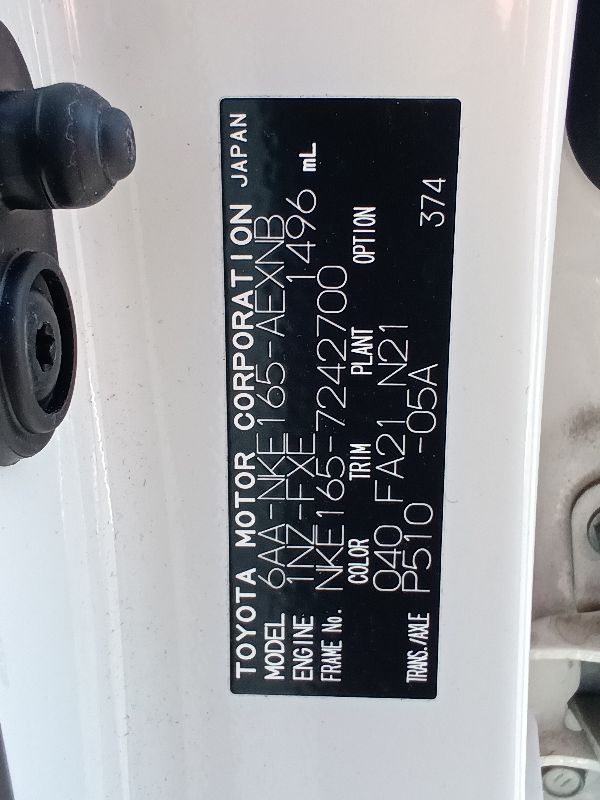 TOYOTA MOTOR CORPORATION JAPAN
MODEL 6AA-NKE165-AEXNB
ENGINE 1NZ-FXE 1496 mL
FRAME No. NKE165-7242700
COLOR TRIM PLANT OPTION
040 FA21 N21
TRANS./AXLE P510 -05A 374